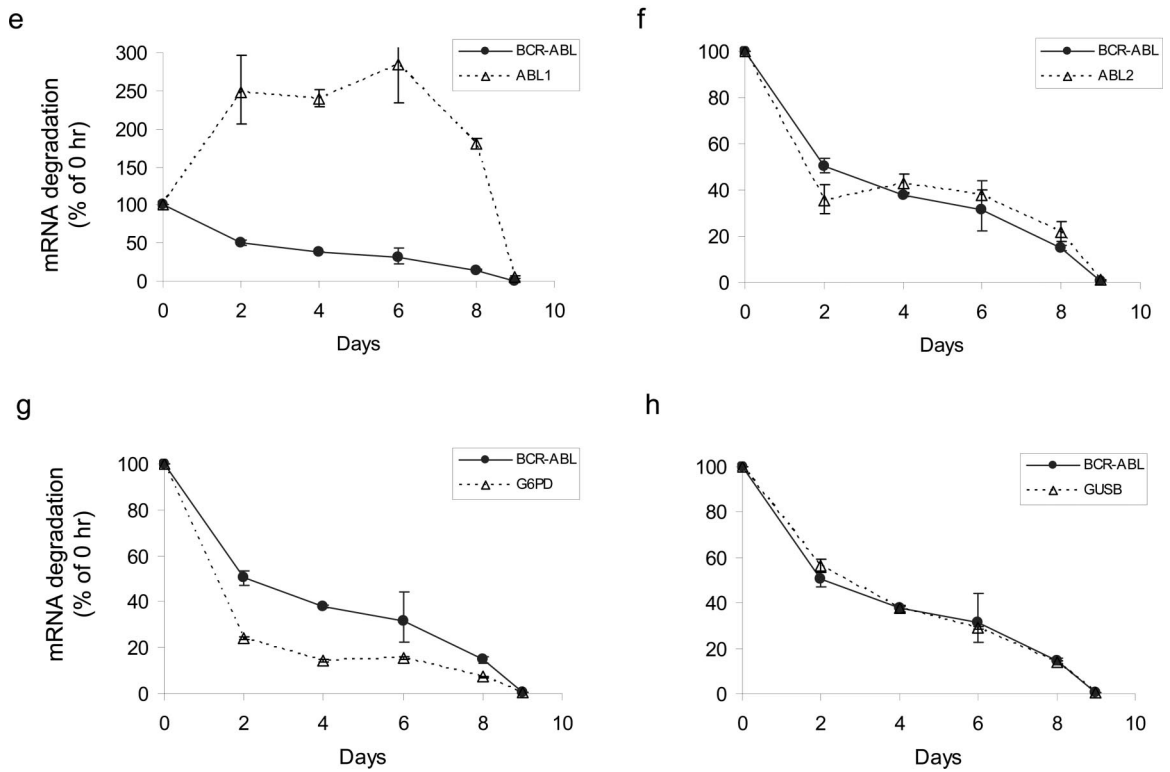 e
BCR-ABL
ABL1
mRNA degradation
(% of 0 hr)
300
250
200
150
100
50
0
0 2 4 6 8 10
Days
f
BCR-ABL
ABL2
100
80
60
40
20
0
0 2 4 6 8 10
Days
g
BCR-ABL
G6PD
mRNA degradation
(% of 0 hr)
100
80
60
40
20
0
0 2 4 6 8 10
Days
h
BCR-ABL
GUSB
100
80
60
40
20
0
0 2 4 6 8 10
Days